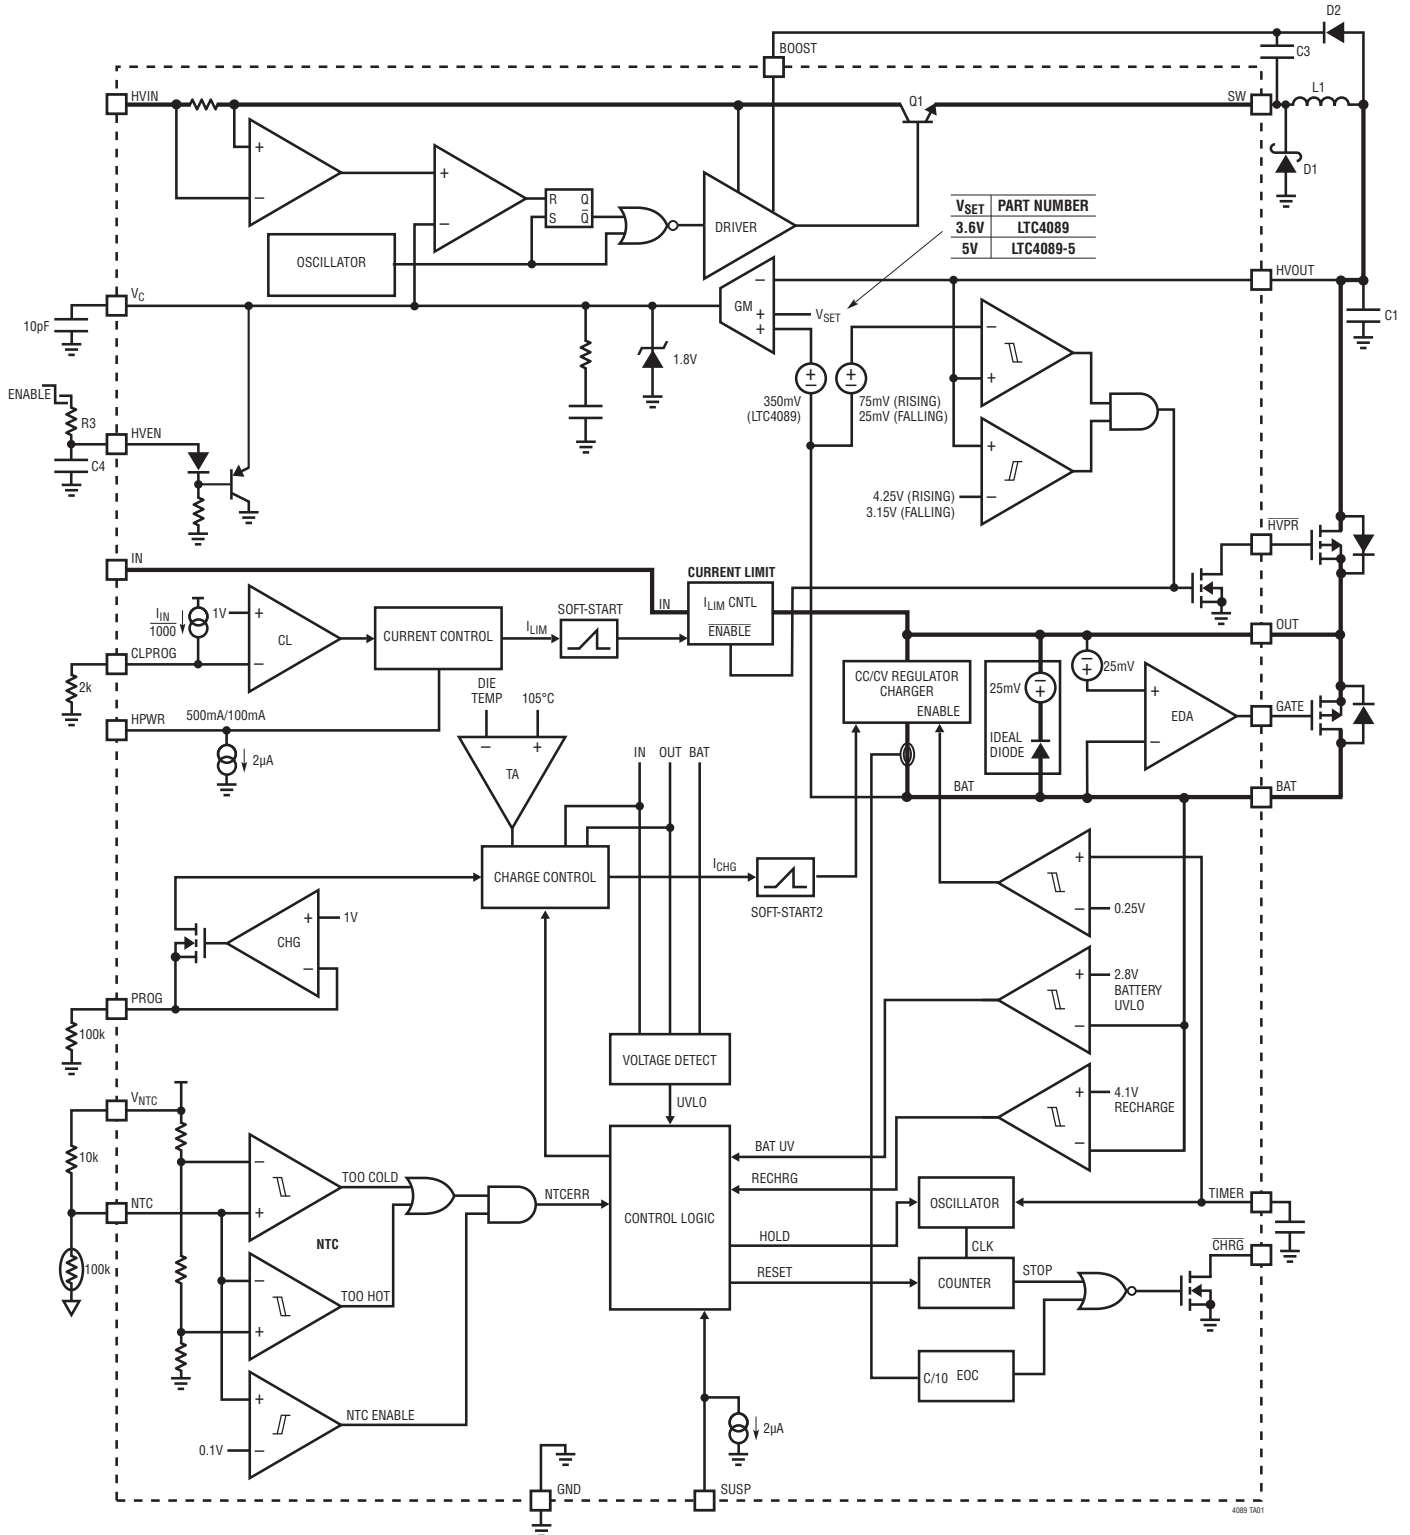 D2
BOOST
C3
HVIN
Q1
SW
L1
D1
R Q
S Q̅
OSCILLATOR
DRIVER
VSET PART NUMBER
3.6V LTC4089
5V LTC4089-5
HVOUT
VC
GM
VSET
10pF
C1
1.8V
350mV
(LTC4089)
75mV (RISING)
25mV (FALLING)
ENABLE
R3
HVEN
C4
4.25V (RISING)
3.15V (FALLING)
H̅V̅P̅R̅
IN
CURRENT LIMIT
IN
ILIM CNTL
E̅N̅A̅B̅L̅E̅
IIN
1000
1V
CL
CURRENT CONTROL
ILIM
SOFT-START
OUT
CLPROG
2k
CC/CV REGULATOR
CHARGER
ENABLE
25mV
IDEAL
DIODE
25mV
EDA
GATE
DIE
TEMP
105°C
HPWR
500mA/100mA
2µA
TA
IN OUT BAT
BAT
BAT
CHARGE CONTROL
ICHG
SOFT-START2
0.25V
CHG
1V
2.8V
BATTERY
UVLO
PROG
100k
VOLTAGE DETECT
UVLO
4.1V
RECHARGE
VNTC
10k
TOO COLD
NTC
NTC
NTCERR
CONTROL LOGIC
BAT UV
RECHRG
OSCILLATOR
TIMER
HOLD
CLK
C̅H̅R̅G̅
100k
TOO HOT
RESET
COUNTER
STOP
C/10 EOC
NTC ENABLE
0.1V
2µA
GND
SUSP
4089 TA01